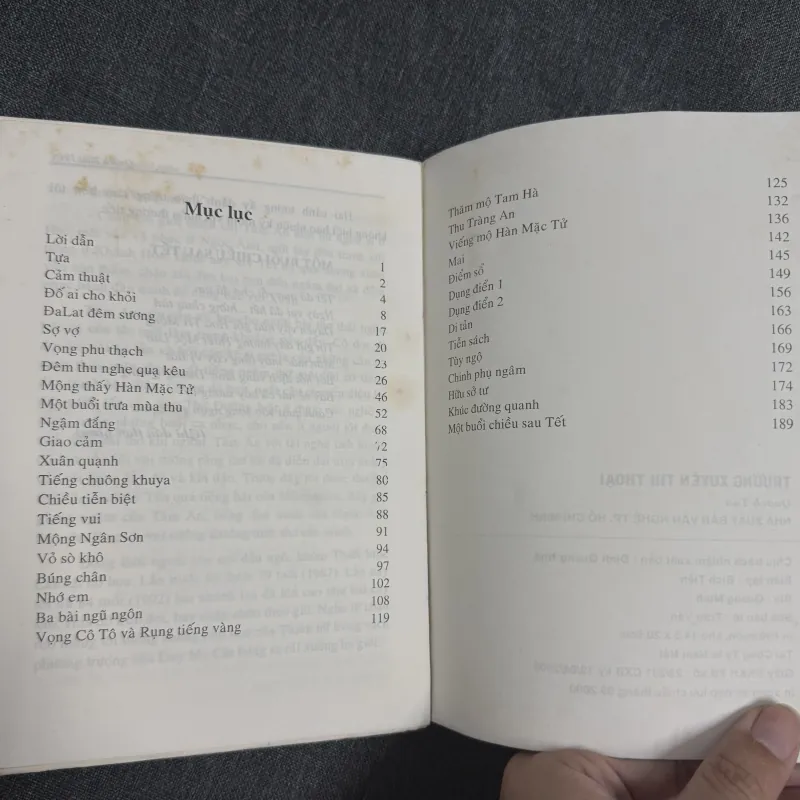 Mục lục
Lời dẫn 1
Tựa 2
Cảm thuật 4
Đố ai cho khỏi 8
ĐaLat đêm sương 17
Sợ vợ 20
Vọng phu thạch 23
Đêm thu nghe quạ kêu 26
Mộng thấy Hàn Mặc Tử 46
Một buổi trưa mùa thu 52
Ngậm đắng 68
Giao cảm 72
Xuân quạnh 75
Tiếng chuông khuya 80
Chiều tiễn biệt 85
Tiếng vui 88
Mộng Ngân Sơn 91
Vỏ sò khô 94
Búng chân 97
Nhớ em 102
Ba bài ngũ ngôn 108
Vọng Cô Tô và Rụng tiếng vàng 119
Thăm mộ Tam Hà 125
Thu Tràng An 132
Viếng mộ Hàn Mặc Tử 136
Mai 142
Điểm sổ 145
Dụng điển 1 149
Dụng điển 2 156
Di tản 163
Tiễn sách 166
Tùy ngộ 169
Chinh phụ ngâm 172
Hữu sở tư 174
Khúc đường quanh 183
Một buổi chiều sau Tết 189